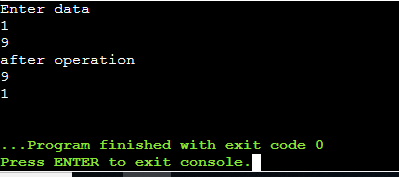 Enter data
1
9
after operation
9
1
...Program finished with exit code 0
Press ENTER to exit console.